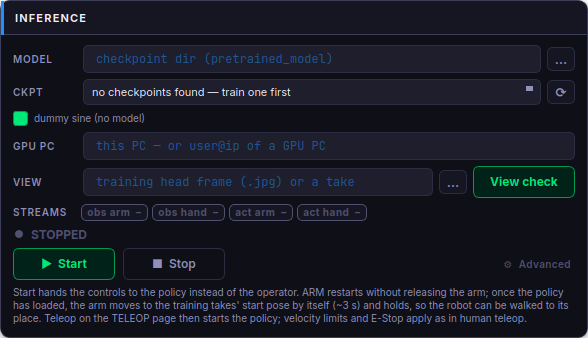 INFERENCE
MODEL checkpoint dir (pretrained_model) ...
CKPT no checkpoints found — train one first ⟳
dummy sine (no model)
GPU PC this PC — or user@ip of a GPU PC
VIEW training head frame (.jpg) or a take ... View check
STREAMS obs arm – obs hand – act arm – act hand –
● STOPPED
▶ Start ■ Stop ⚙ Advanced
Start hands the controls to the policy instead of the operator. ARM restarts without releasing the arm; once the policy
has loaded, the arm moves to the training takes' start pose by itself (~3 s) and holds, so the robot can be walked to its
place. Teleop on the TELEOP page then starts the policy; velocity limits and E-Stop apply as in human teleop.